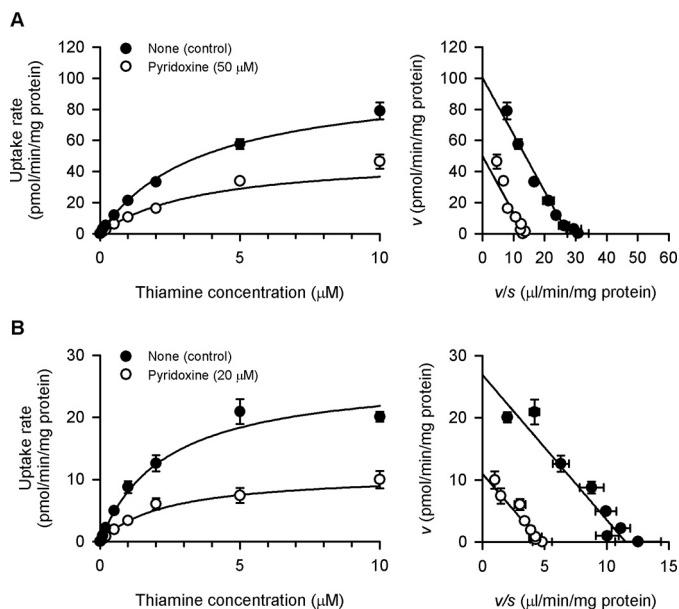 A
None (control)
Pyridoxine (50 μM)
Uptake rate
(pmol/min/mg protein)
120
100
80
60
40
20
0
0
5
10
Thiamine concentration (μM)
v (pmol/min/mg protein)
120
100
80
60
40
20
0
0 10 20 30 40 50 60
v/s (μl/min/mg protein)
B
None (control)
Pyridoxine (20 μM)
Uptake rate
(pmol/min/mg protein)
30
20
10
0
0
5
10
Thiamine concentration (μM)
v (pmol/min/mg protein)
30
20
10
0
0 5 10 15
v/s (μl/min/mg protein)